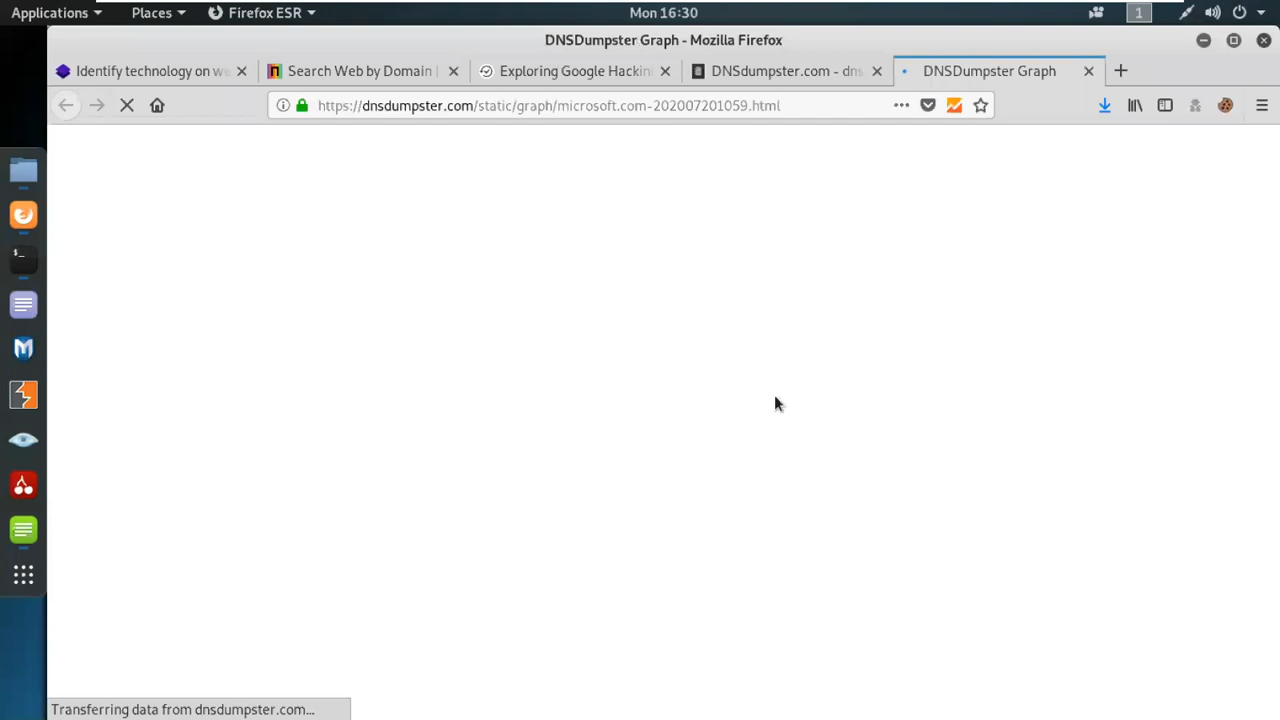 Applications Places Firefox ESR Mon 16:30 1
DNSDumpster Graph - Mozilla Firefox
Identify technology on we Search Web by Domain | Exploring Google Hackin DNSdumpster.com - dns DNSDumpster Graph
https://dnsdumpster.com/static/graph/microsoft.com-202007201059.html
$_
Transferring data from dnsdumpster.com...